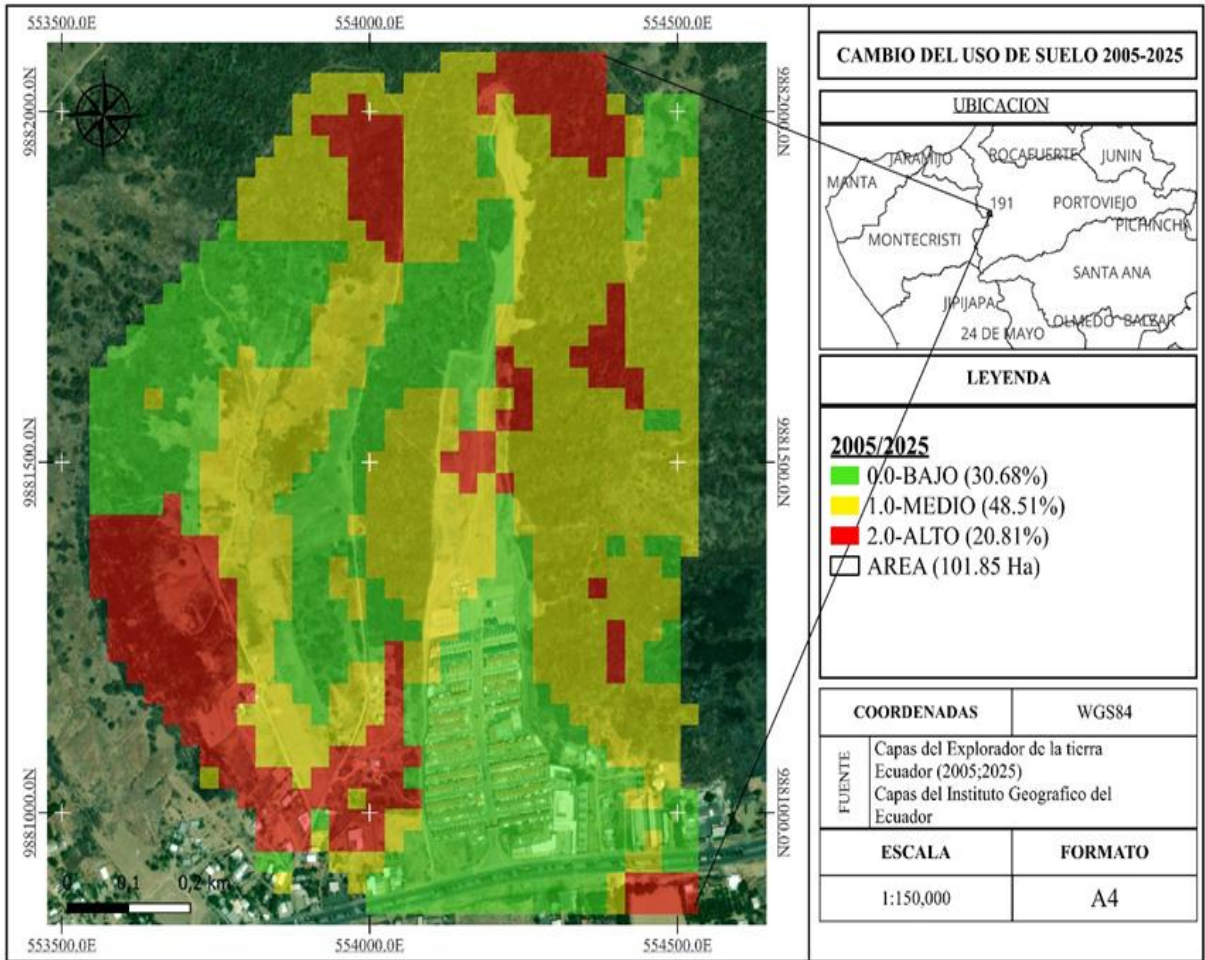 553500.0E 554000.0E 554500.0E
9882000.0N 9882000.0N
9881500.0N 9881500.0N
9881000.0N 9881000.0N
0 0,1 0,2 km
553500.0E 554000.0E 554500.0E
CAMBIO DEL USO DE SUELO 2005-2025
UBICACION
JARAMIJO ROCAFUERTE JUNIN
MANTA
191 PORTOVIEJO
PICHINCHA
MONTECRISTI
SANTA ANA
JIPIJAPA
OLMEDO
24 DE MAYO
LEYENDA
2005/2025
0.0-BAJO (30.68%)
1.0-MEDIO (48.51%)
2.0-ALTO (20.81%)
AREA (101.85 Ha)
COORDENADAS WGS84
FUENTE
Capas del Explorador de la tierra
Ecuador (2005;2025)
Capas del Instituto Geografico del
Ecuador
ESCALA FORMATO
1:150,000 A4